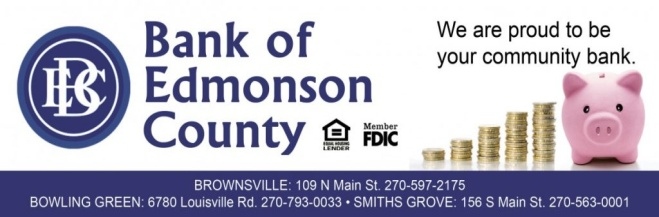 Bank of
Edmonson
County
EQUAL HOUSING
LENDER
Member
FDIC
We are proud to be
your community bank.
BROWNSVILLE: 109 N Main St. 270-597-2175
BOWLING GREEN: 6780 Louisville Rd. 270-793-0033 • SMITHS GROVE: 156 S Main St. 270-563-0001